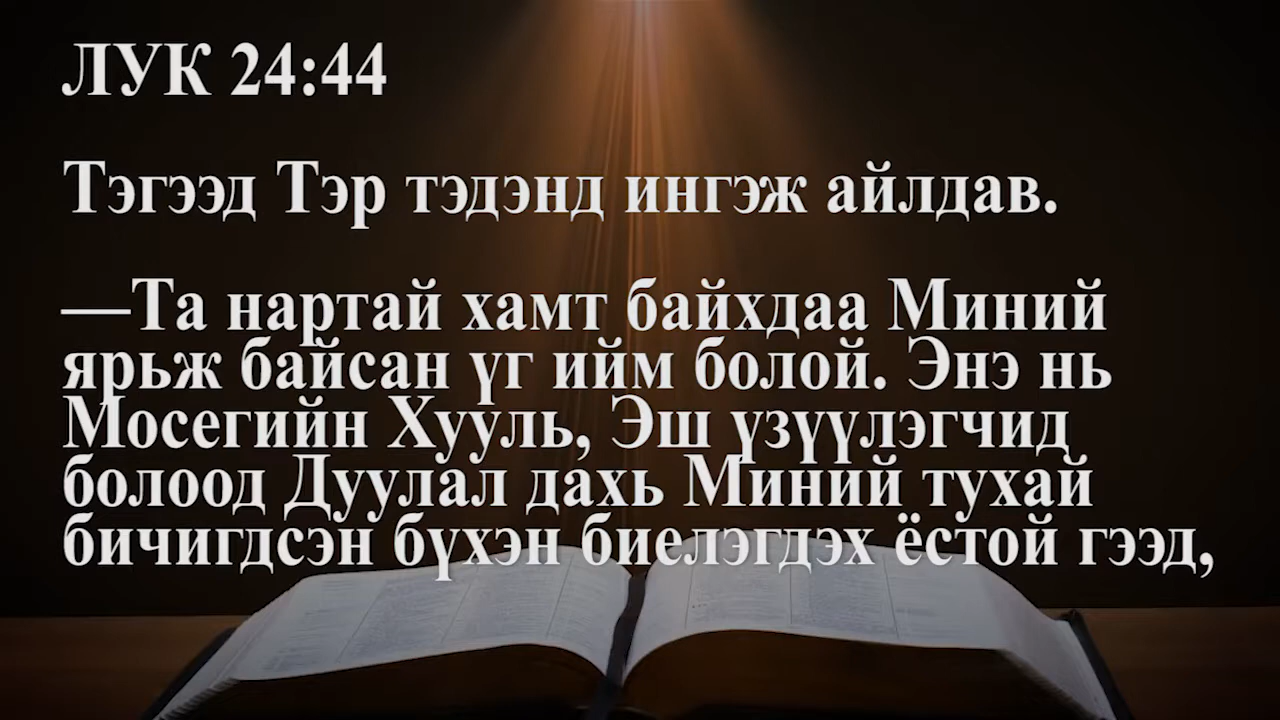 ЛУК 24:44
Тэгээд Тэр тэдэнд ингэж айлдав.
—Та нартай хамт байхдаа Миний
ярьж байсан үг ийм болой. Энэ нь
Мосегийн Хууль, Эш үзүүлэгчид
болоод Дуулал дахь Миний тухай
бичигдсэн бүхэн биелэгдэх ёстой гээд,